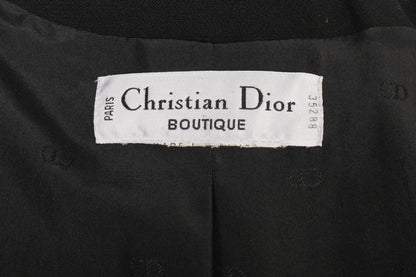 PARIS
Christian Dior
BOUTIQUE
35288